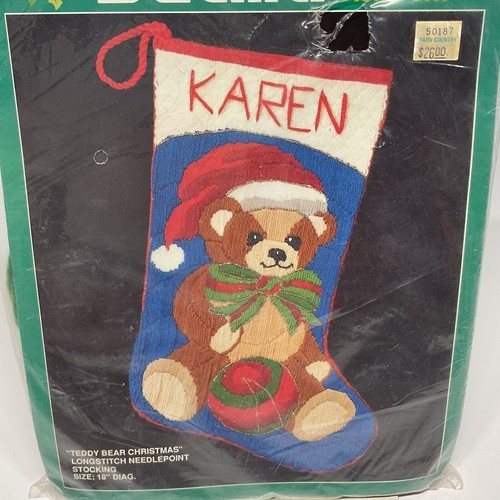 50187
YARN COUNTRY
$26.00
KAREN
"TEDDY BEAR CHRISTMAS"
LONGSTITCH NEEDLEPOINT
STOCKING
SIZE: 18" DIAG.